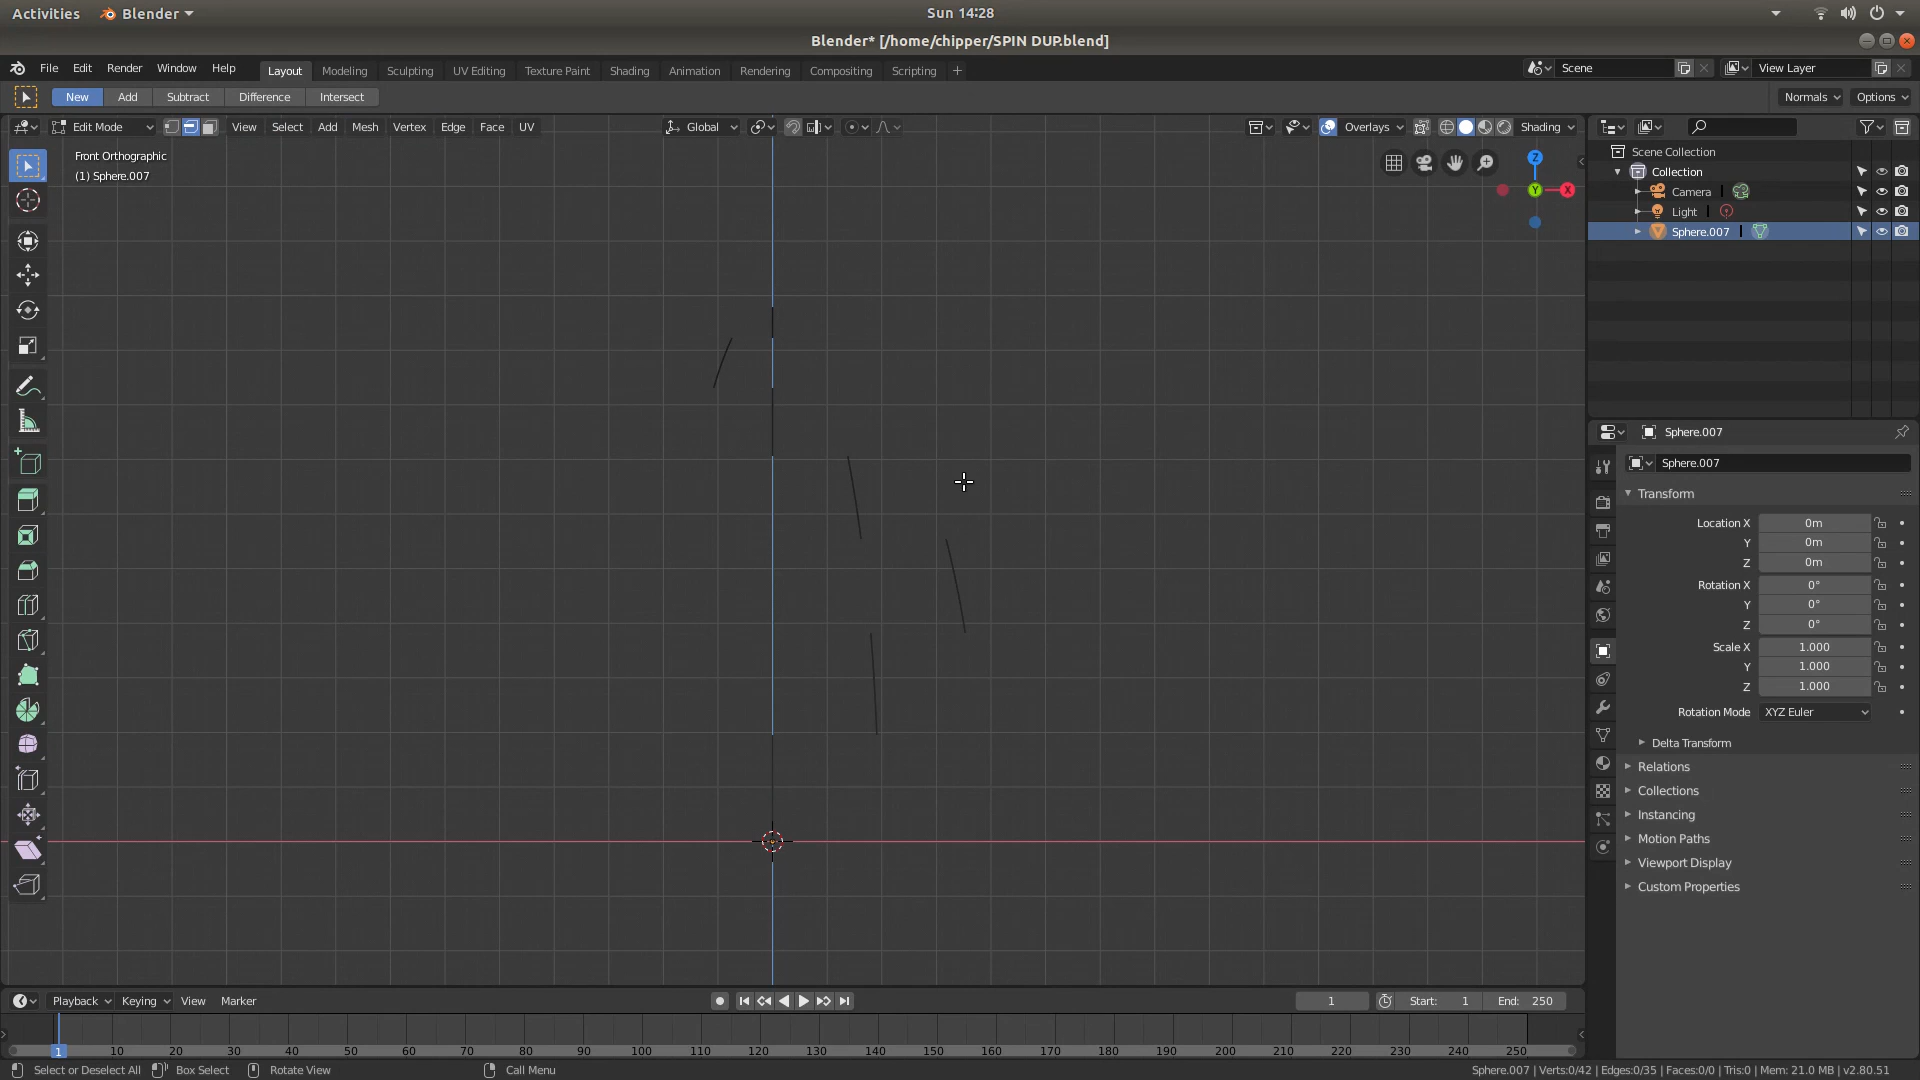 Activities Blender Sun 14:28
Blender* [/home/chipper/SPIN DUP.blend]
File Edit Render Window Help Layout Modeling Sculpting UV Editing Texture Paint Shading Animation Rendering Compositing Scripting + Scene View Layer
New Add Subtract Difference Intersect Normals Options
Edit Mode View Select Add Mesh Vertex Edge Face UV Global Overlays Shading
Front Orthographic
(1) Sphere.007
Z
Y
X
Scene Collection
Collection
Camera
Light
Sphere.007
Sphere.007
Sphere.007
Transform
Location X 0m
Y 0m
Z 0m
Rotation X 0°
Y 0°
Z 0°
Scale X 1.000
Y 1.000
Z 1.000
Rotation Mode XYZ Euler
Delta Transform
Relations
Collections
Instancing
Motion Paths
Viewport Display
Custom Properties
Playback Keying View Marker 1 Start: 1 End: 250
1 10 20 30 40 50 60 70 80 90 100 110 120 130 140 150 160 170 180 190 200 210 220 230 240 250
Select or Deselect All Box Select Rotate View Call Menu Sphere.007 | Verts:0/42 | Edges:0/35 | Faces:0/0 | Tris:0 | Mem: 21.0 MB | v2.80.51